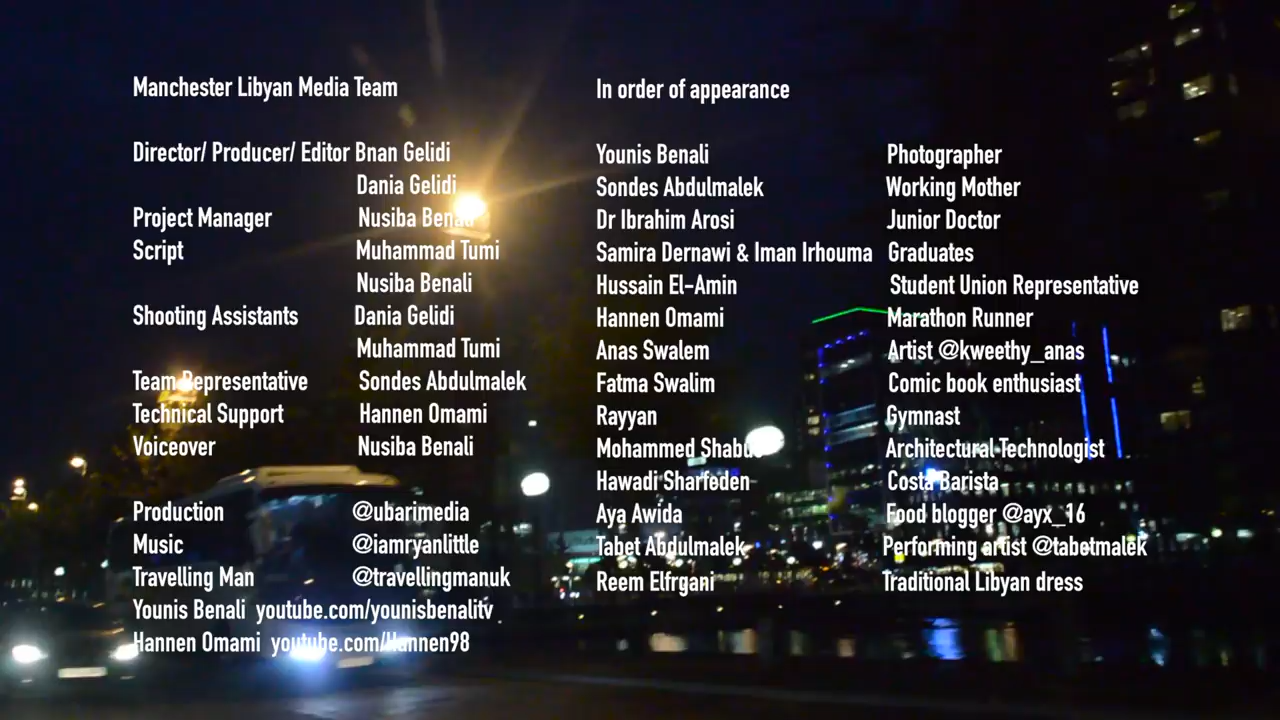 Manchester Libyan Media Team
Director/ Producer/ Editor Bnan Gelidi
Dania Gelidi
Project Manager Nusiba Benali
Script Muhammad Tumi
Nusiba Benali
Shooting Assistants Dania Gelidi
Muhammad Tumi
Team Representative Sondes Abdulmalek
Technical Support Hannen Omami
Voiceover Nusiba Benali
Production @ubarimedia
Music @iamryanlittle
Travelling Man @travellingmanuk
Younis Benali youtube.com/younisbenalitv
Hannen Omami youtube.com/Hannen98
In order of appearance
Younis Benali Photographer
Sondes Abdulmalek Working Mother
Dr Ibrahim Arosi Junior Doctor
Samira Dernawi & Iman Irhouma Graduates
Hussain El-Amin Student Union Representative
Hannen Omami Marathon Runner
Anas Swalem Artist @kweethy_anas
Fatma Swalim Comic book enthusiast
Rayyan Gymnast
Mohammed Architectural Technologist
Hawadi Sharfeden Costa Barista
Aya Awida Food blogger @ayx_16
Tabet Abdulmalek Performing artist @tabetmalek
Reem Elfrgani Traditional Libyan dress